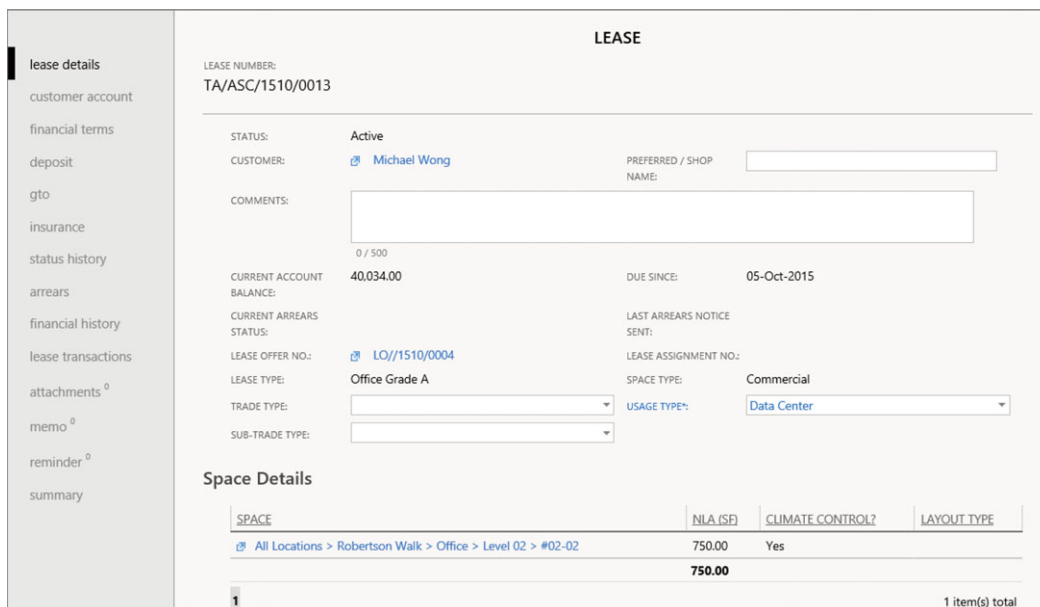 LEASE
lease details
customer account
financial terms
deposit
gto
insurance
status history
arrears
financial history
lease transactions
attachments 0
memo 0
reminder 0
summary
LEASE NUMBER:
TA/ASC/1510/0013
STATUS: Active
CUSTOMER: Michael Wong PREFERRED / SHOP
NAME:
COMMENTS:
0 / 500
CURRENT ACCOUNT 40,034.00 DUE SINCE: 05-Oct-2015
BALANCE:
CURRENT ARREARS LAST ARREARS NOTICE
STATUS: SENT:
LEASE OFFER NO.: LO//1510/0004 LEASE ASSIGNMENT NO.:
LEASE TYPE: Office Grade A SPACE TYPE: Commercial
TRADE TYPE: USAGE TYPE*: Data Center
SUB-TRADE TYPE:
Space Details
SPACE NLA (SF) CLIMATE CONTROL? LAYOUT TYPE
All Locations > Robertson Walk > Office > Level 02 > #02-02 750.00 Yes
750.00
1 1 item(s) total